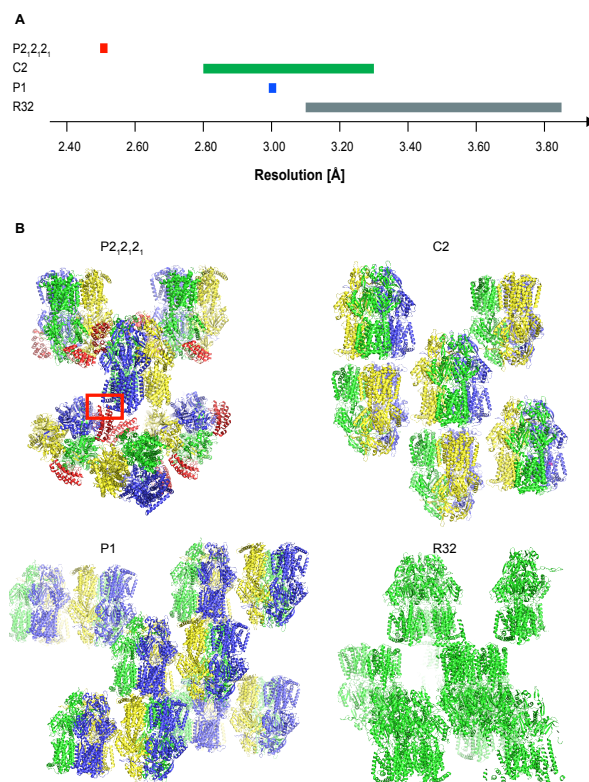 A
P2₁2₁2₁
C2
P1
R32
2.40 2.60 2.80 3.00 3.20 3.40 3.60 3.80
Resolution [Å]
B
P2₁2₁2₁ C2
P1 R32